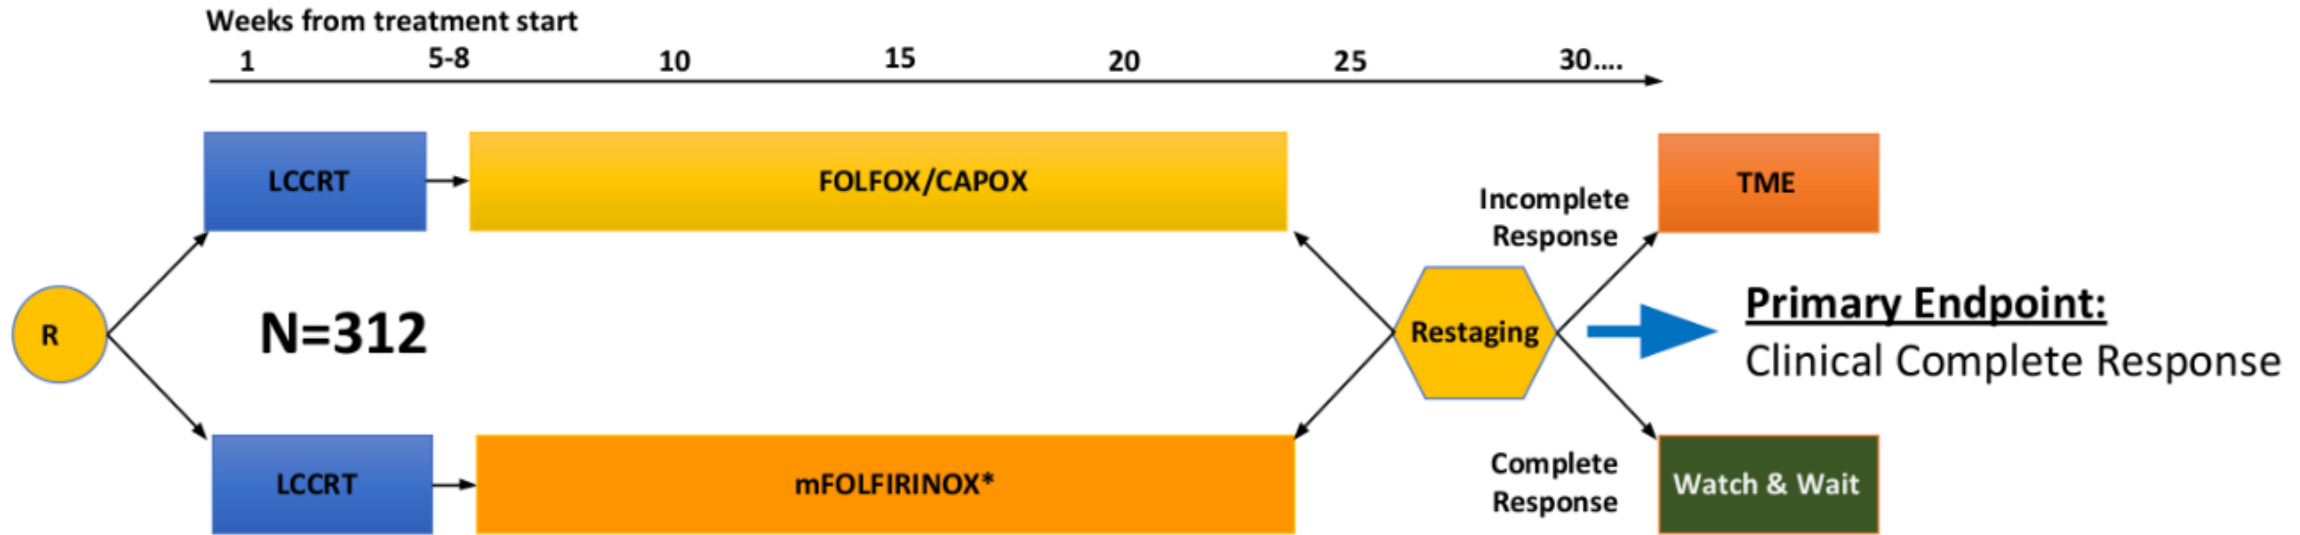 Weeks from treatment start
1 5-8 10 15 20 25 30....
LCCRT
FOLFOX/CAPOX
Incomplete
Response
TME
R
N=312
Restaging
Primary Endpoint:
Clinical Complete Response
LCCRT
mFOLFIRINOX*
Complete
Response
Watch & Wait